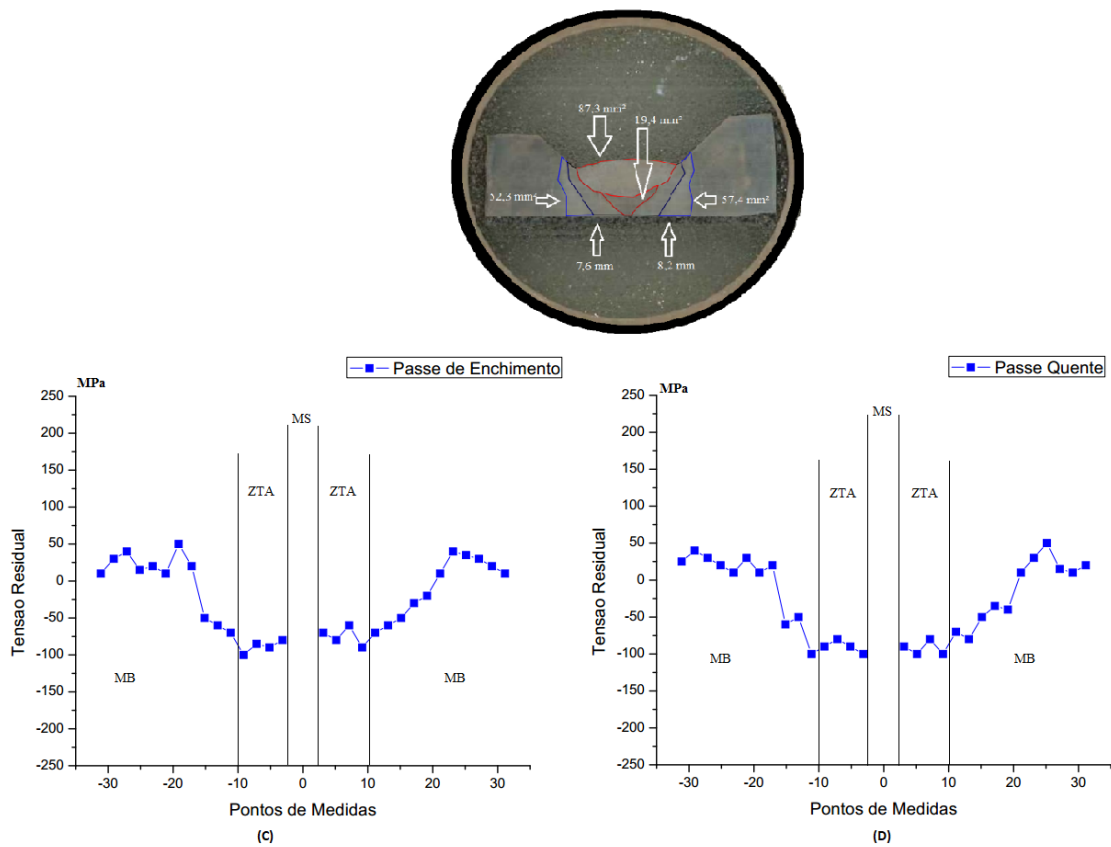 87,3 mm²
19,4 mm²
52,3 mm²
57,4 mm²
7,6 mm
8,2 mm
MPa
Passe de Enchimento
MS
ZTA
ZTA
MB
MB
Tensao Residual
250
200
150
100
50
0
-50
-100
-150
-200
-250
-30
-20
-10
0
10
20
30
Pontos de Medidas
(C)
MPa
Passe Quente
MS
ZTA
ZTA
MB
MB
Tensao Residual
250
200
150
100
50
0
-50
-100
-150
-200
-250
-30
-20
-10
0
10
20
30
Pontos de Medidas
(D)